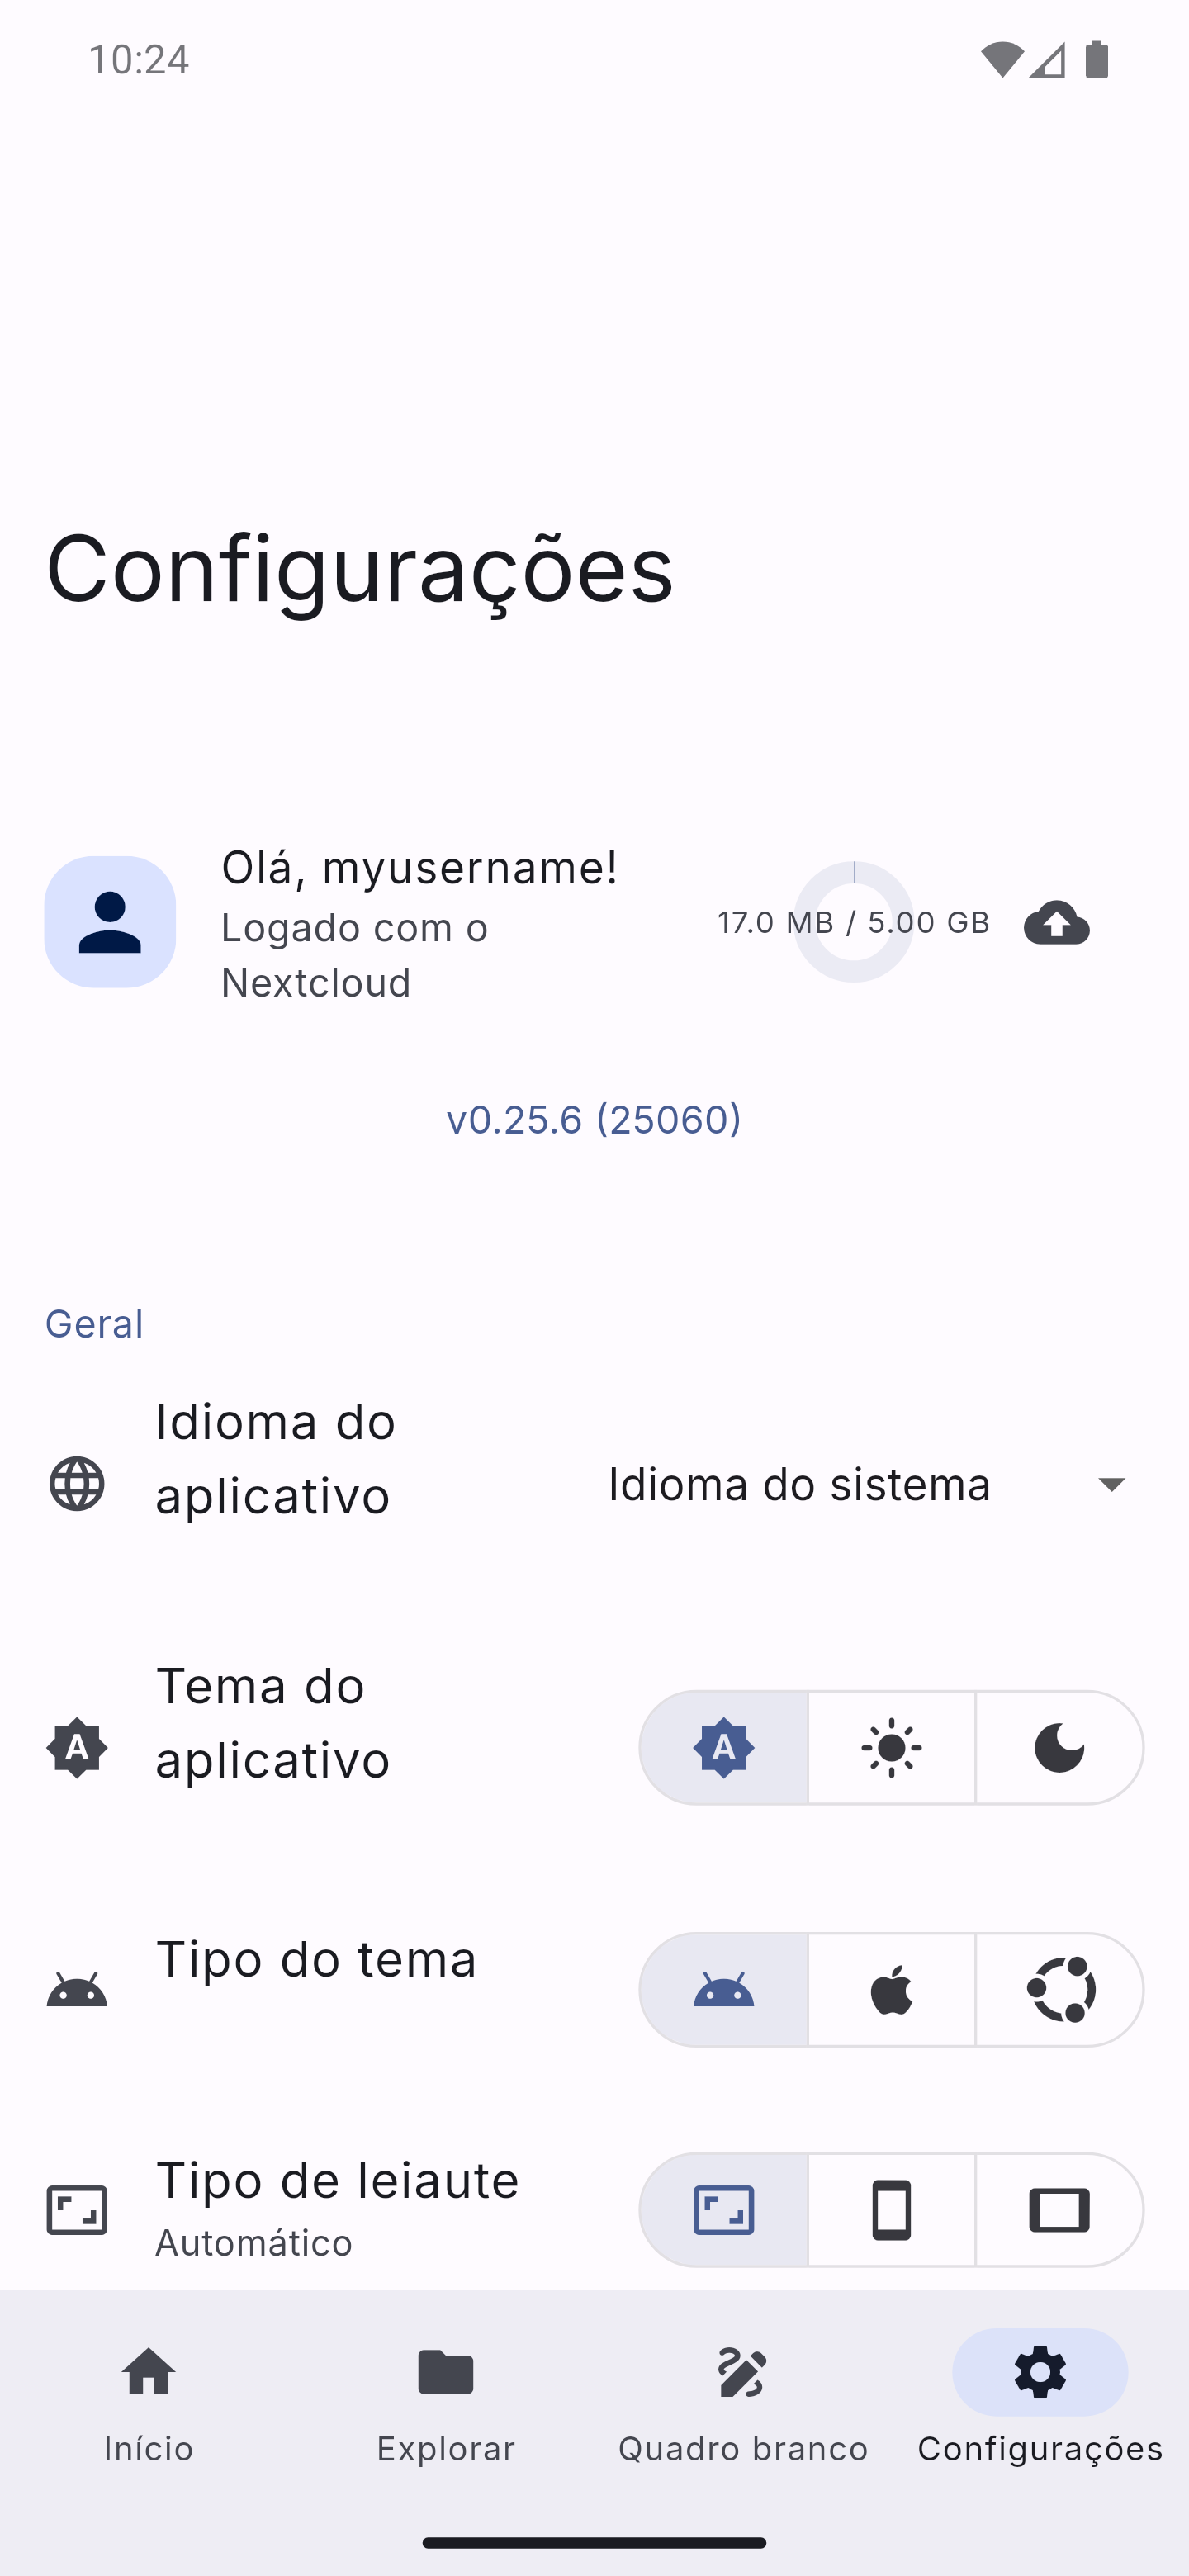 10:24
Configurações
Olá, myusername!
Logado com o
Nextcloud
17.0 MB / 5.00 GB
v0.25.6 (25060)
Geral
Idioma do
aplicativo
Idioma do sistema
Tema do
aplicativo
A
A
Tipo do tema
Tipo de leiaute
Automático
Início
Explorar
Quadro branco
Configurações